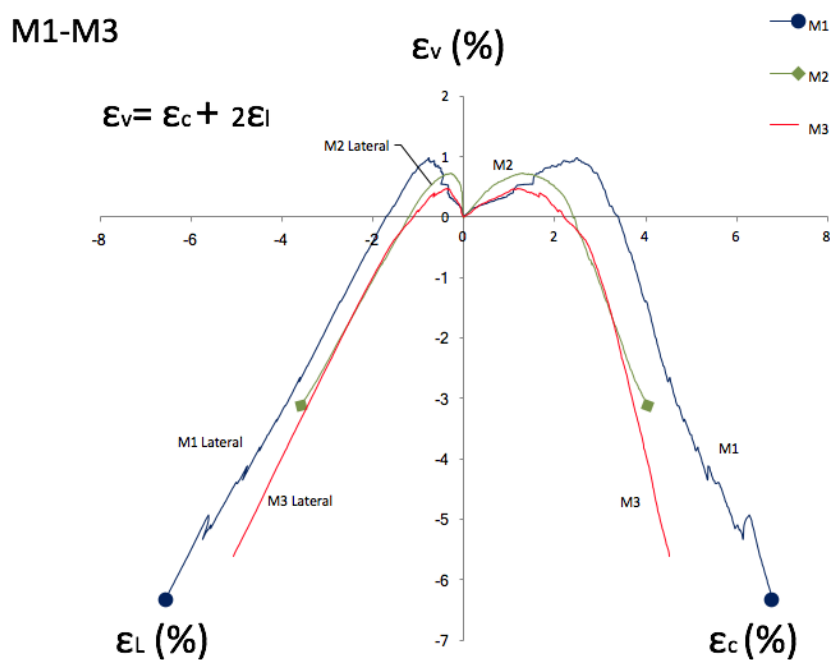 M1-M3
εv (%)
M1
M2
M3
εv= εc + 2εl
2
1
0
-1
-2
-3
-4
-5
-6
-7
-8
-6
-4
-2
0
2
4
6
8
M2 Lateral
M2
M1 Lateral
M1
M3 Lateral
M3
εL (%)
εc (%)